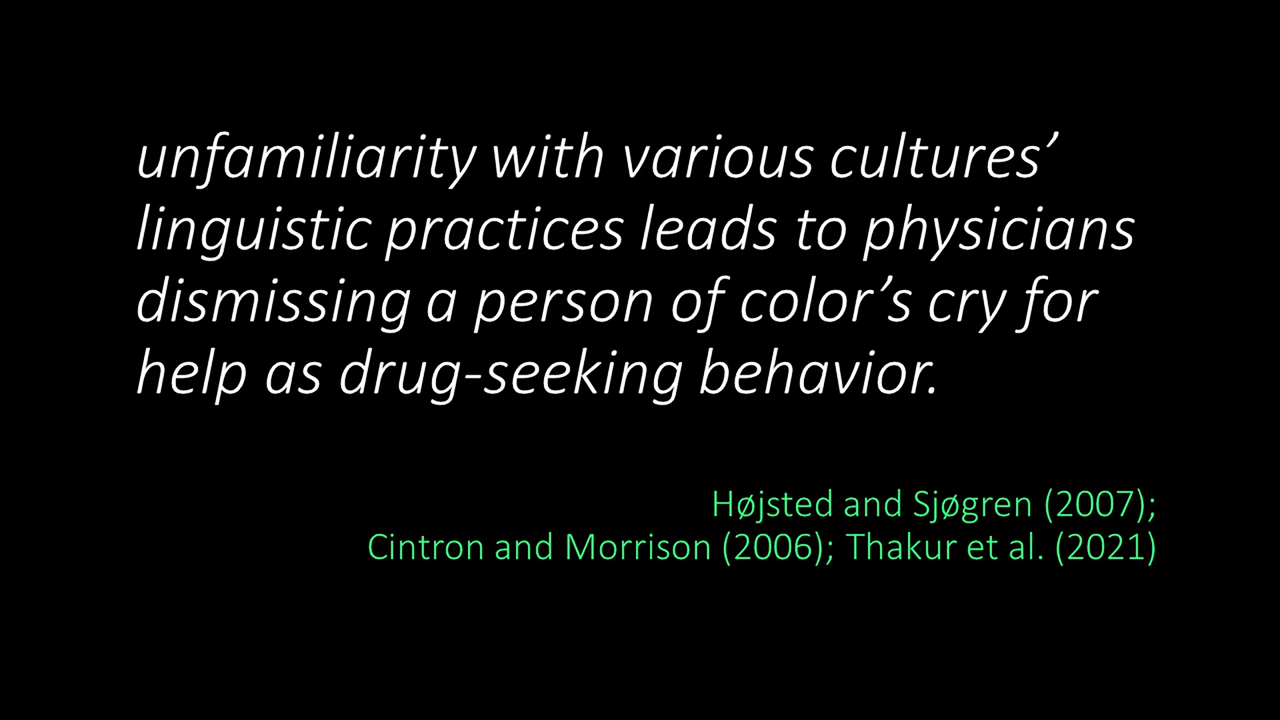 unfamiliarity with various cultures’
linguistic practices leads to physicians
dismissing a person of color’s cry for
help as drug-seeking behavior.
Højsted and Sjøgren (2007);
Cintron and Morrison (2006); Thakur et al. (2021)